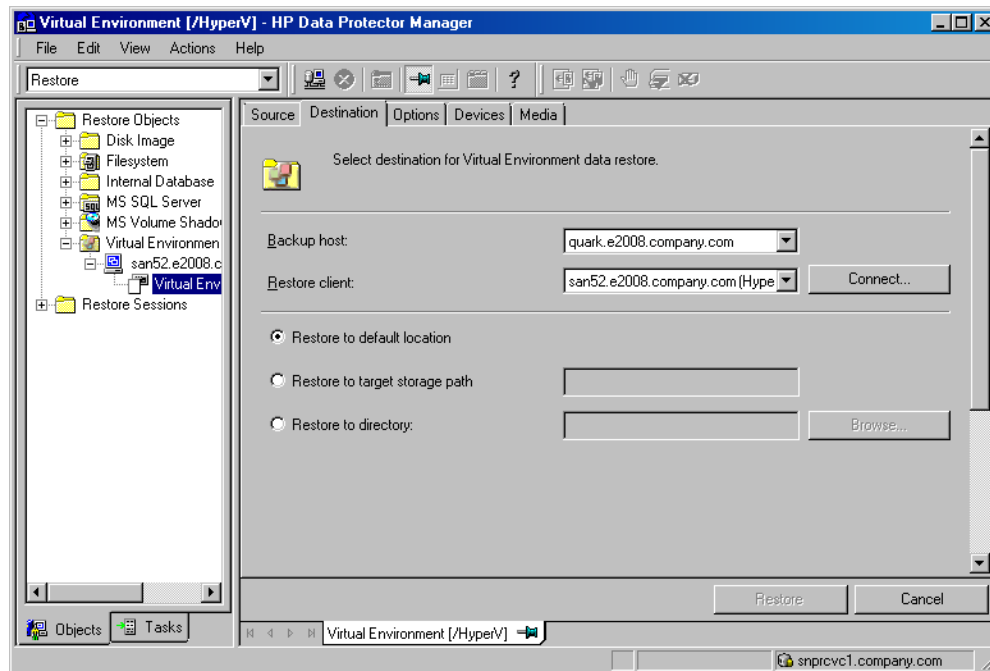 Virtual Environment [/HyperV] - HP Data Protector Manager
File Edit View Actions Help
Restore
Restore Objects
Disk Image
Filesystem
Internal Database
MS SQL Server
MS Volume Shado
Virtual Environmen
san52.e2008.c
Virtual Env
Restore Sessions
Objects Tasks
Source Destination Options Devices Media
Select destination for Virtual Environment data restore.
Backup host: quark.e2008.company.com
Restore client: san52.e2008.company.com (Hype Connect...
Restore to default location
Restore to target storage path
Restore to directory: Browse...
Restore Cancel
Virtual Environment [/HyperV]
snprcvc1.company.com